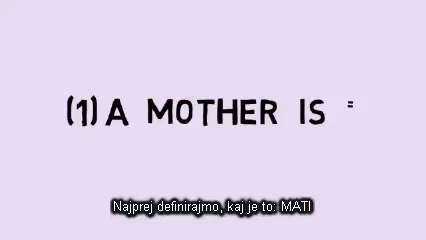 (1) A MOTHER IS =
Najprej definirajmo, kaj je to: MATI